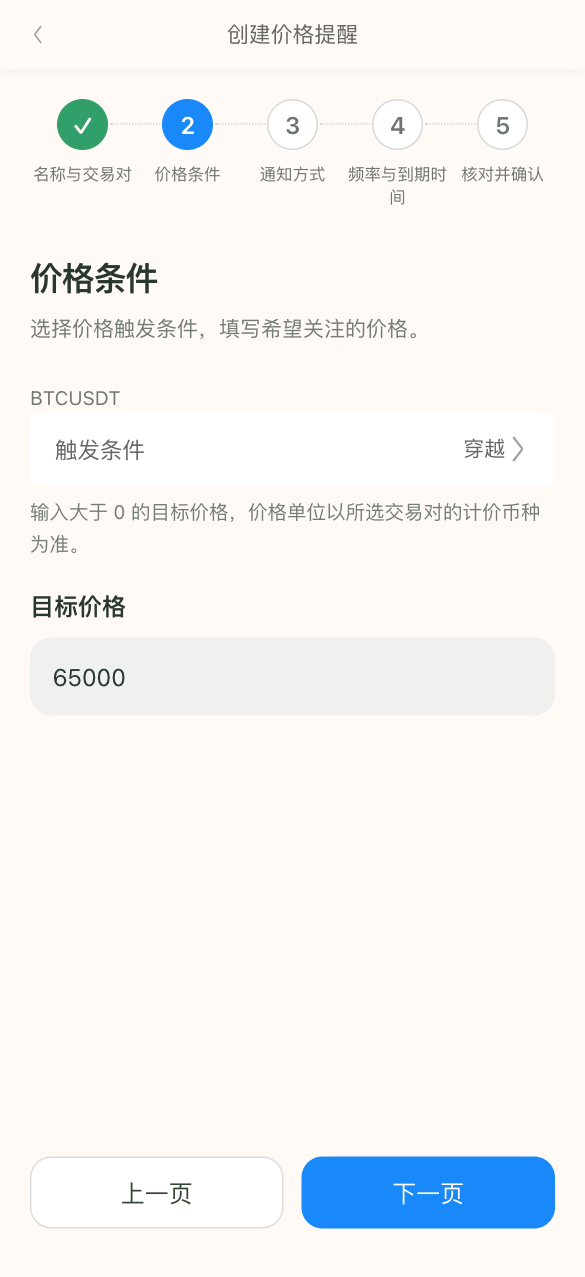 创建价格提醒
2
3
4
5
名称与交易对
价格条件
通知方式
频率与到期时
间
核对并确认
价格条件
选择价格触发条件，填写希望关注的价格。
BTCUSDT
触发条件
穿越
输入大于 0 的目标价格，价格单位以所选交易对的计价币种
为准。
目标价格
65000
上一页
下一页